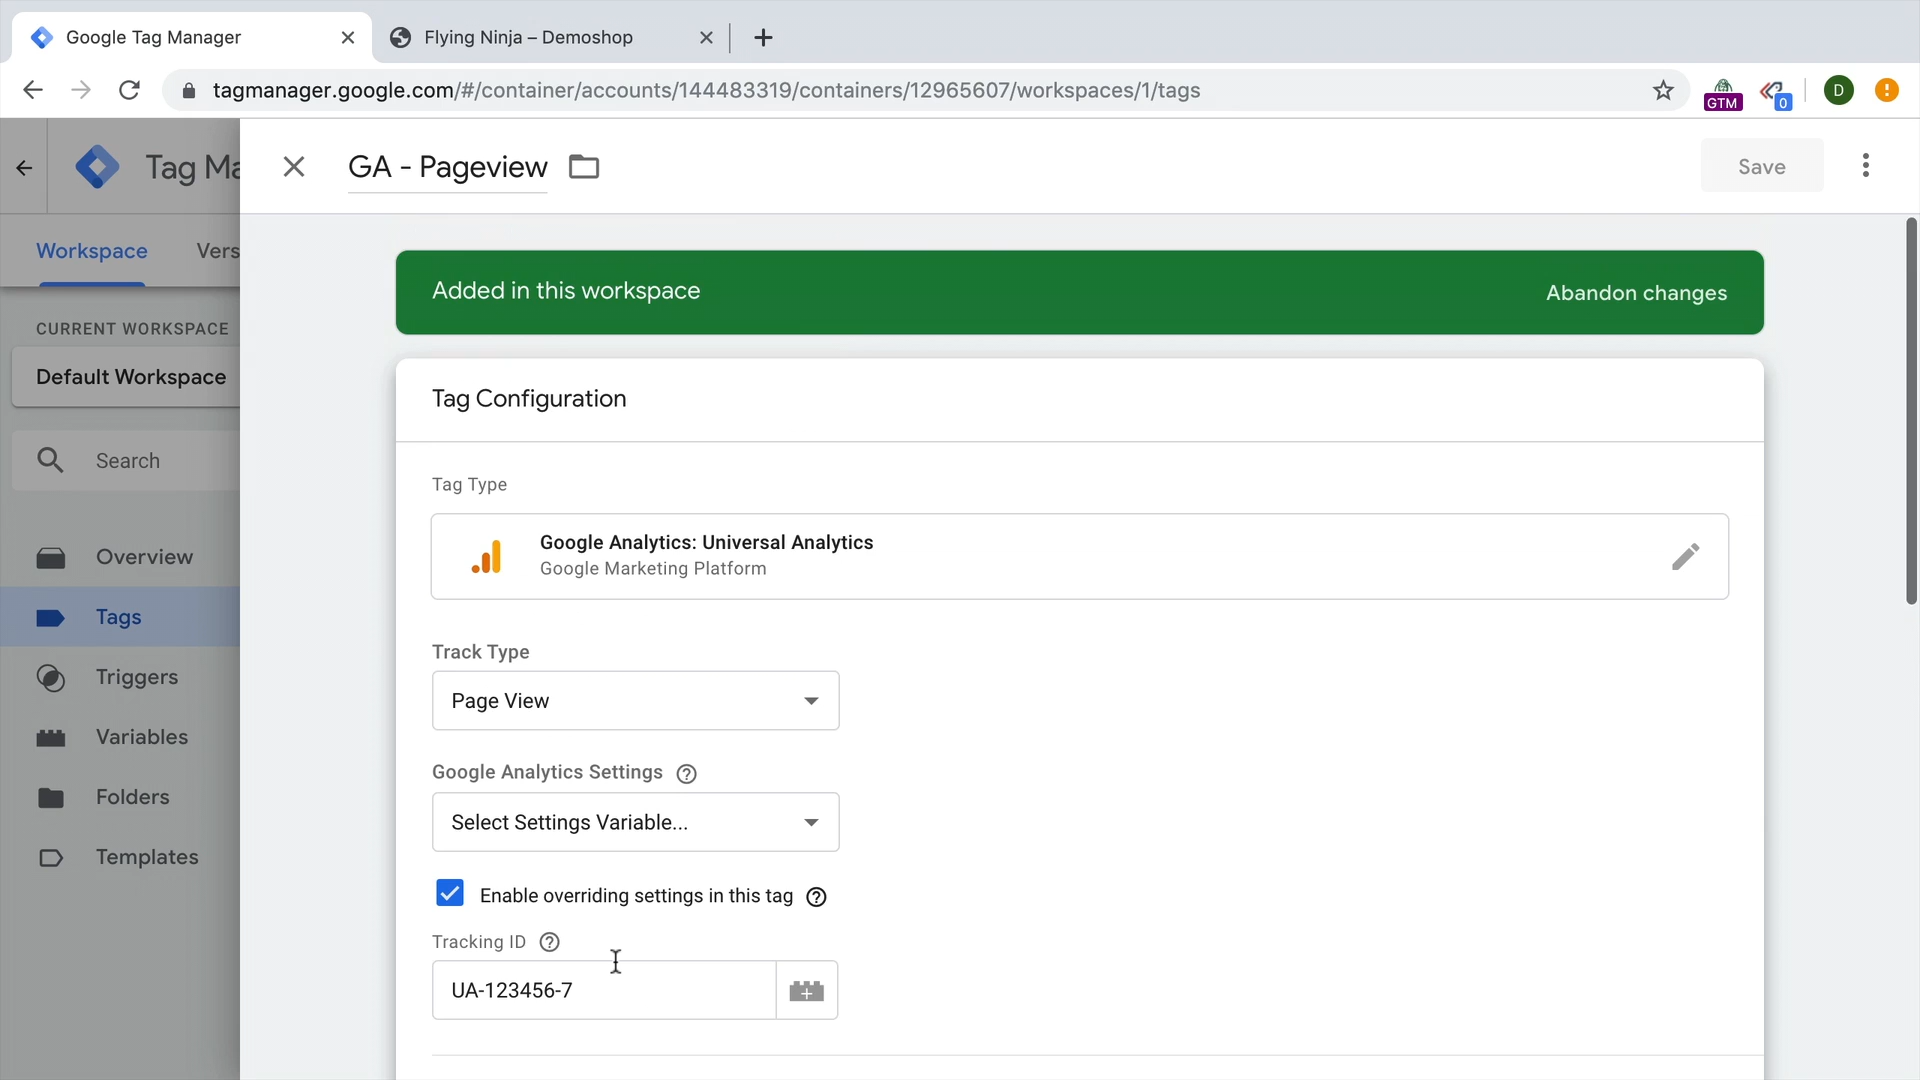 Google Tag Manager
Flying Ninja – Demoshop
tagmanager.google.com/#/container/accounts/144483319/containers/12965607/workspaces/1/tags
GTM
0
D
Tag Ma
GA - Pageview
Save
Workspace
Vers
Added in this workspace
Abandon changes
CURRENT WORKSPACE
Default Workspace
Tag Configuration
Search
Tag Type
Google Analytics: Universal Analytics
Google Marketing Platform
Overview
Tags
Track Type
Triggers
Page View
Variables
Google Analytics Settings
Folders
Select Settings Variable...
Templates
Enable overriding settings in this tag
Tracking ID
UA-123456-7